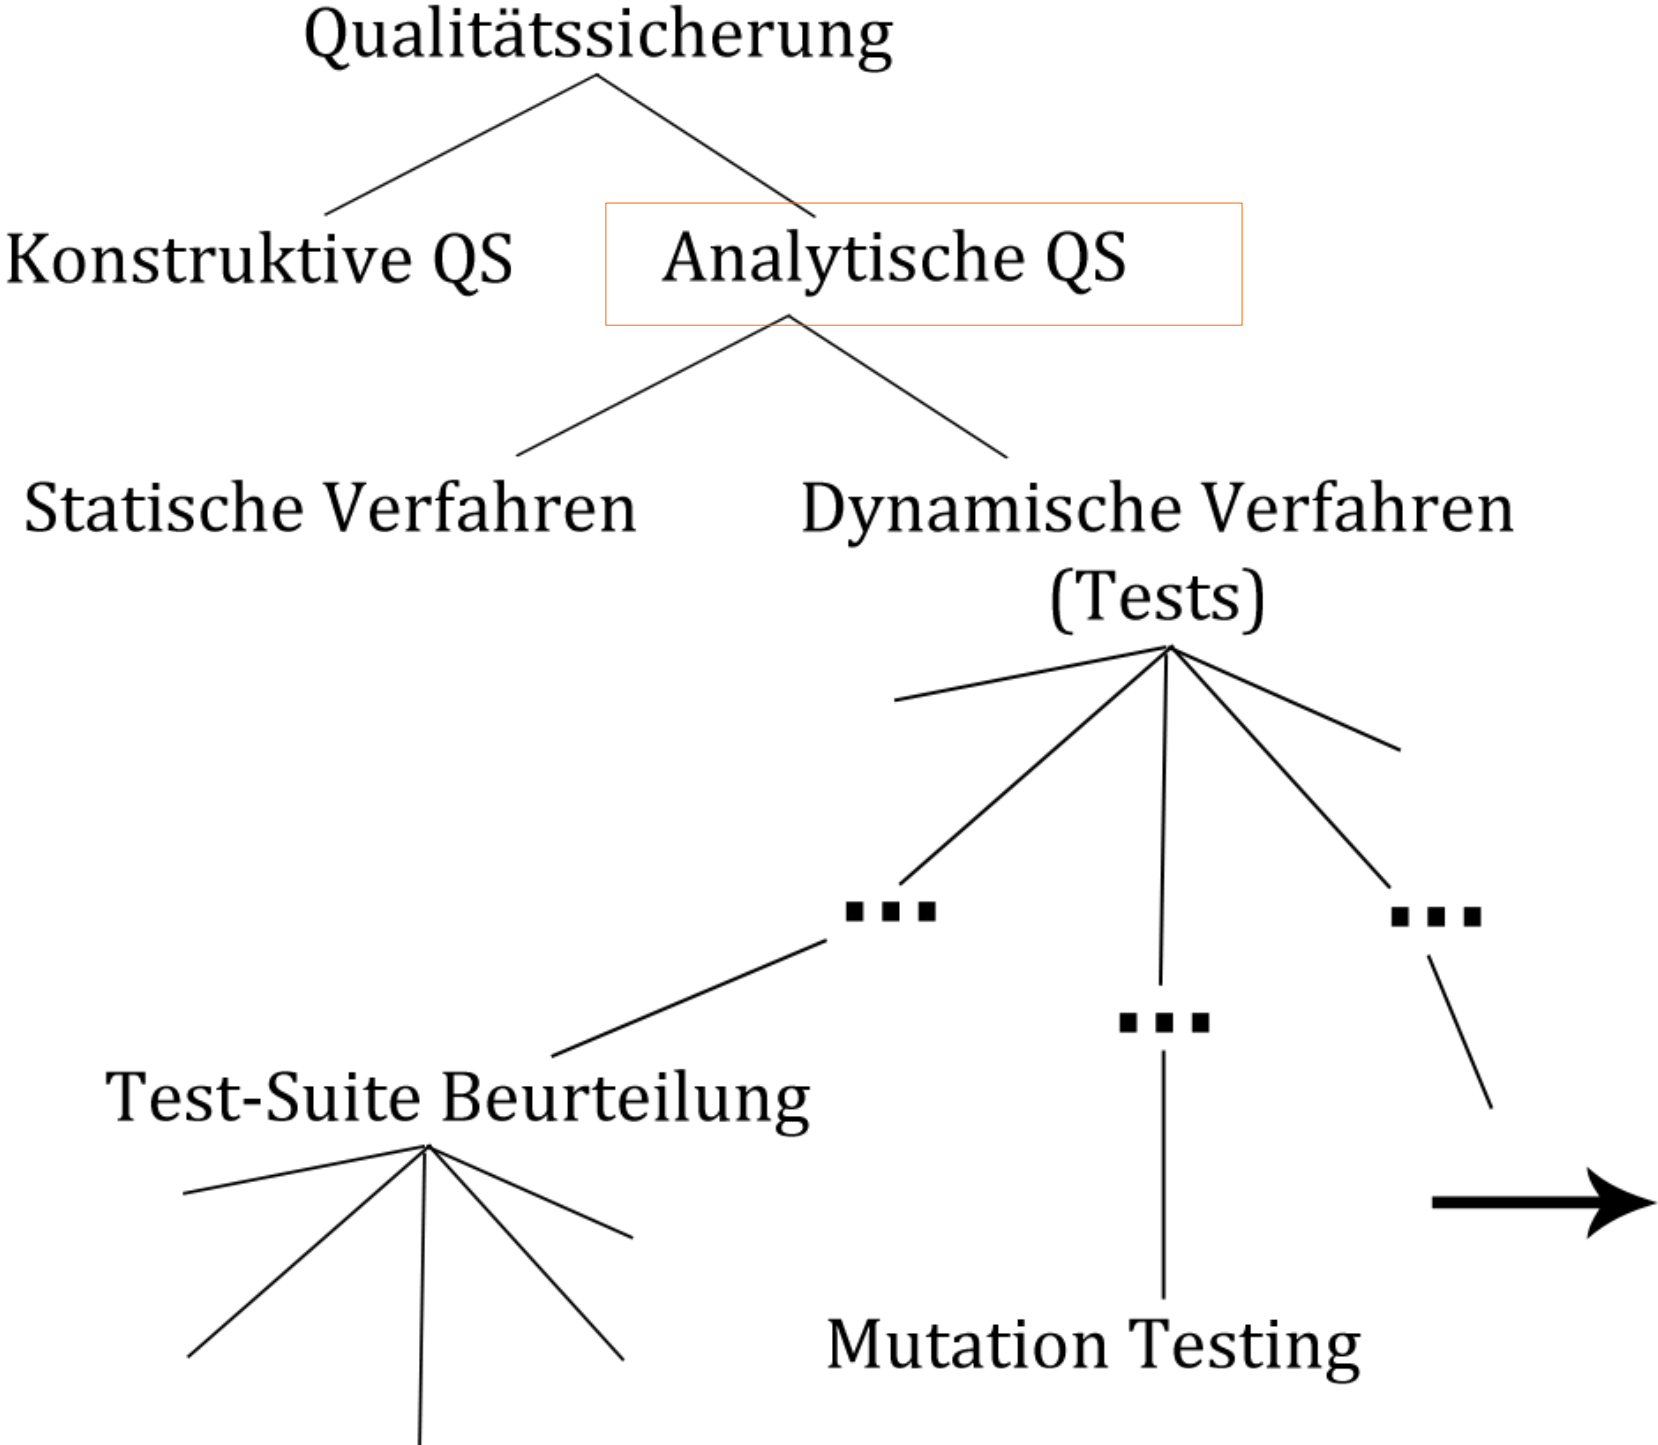 Qualitätssicherung
Konstruktive QS
Analytische QS
Statische Verfahren
Dynamische Verfahren
(Tests)
...
...
...
Test-Suite Beurteilung
Mutation Testing